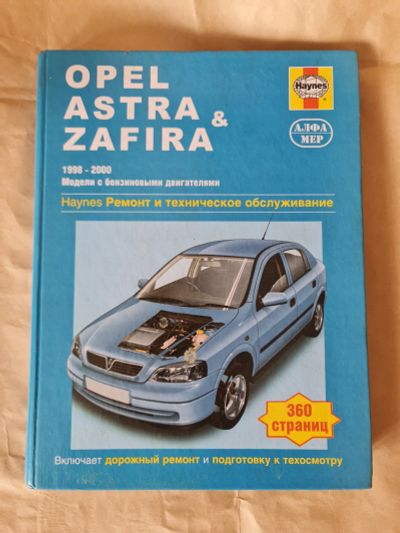 OPEL
ASTRA &
ZAFIRA
Haynes
АЛФА
МЕР
1998 - 2000
Модели с бензиновыми двигателями
Haynes Ремонт и техническое обслуживание
360
страниц
Включает дорожный ремонт и подготовку к техосмотру